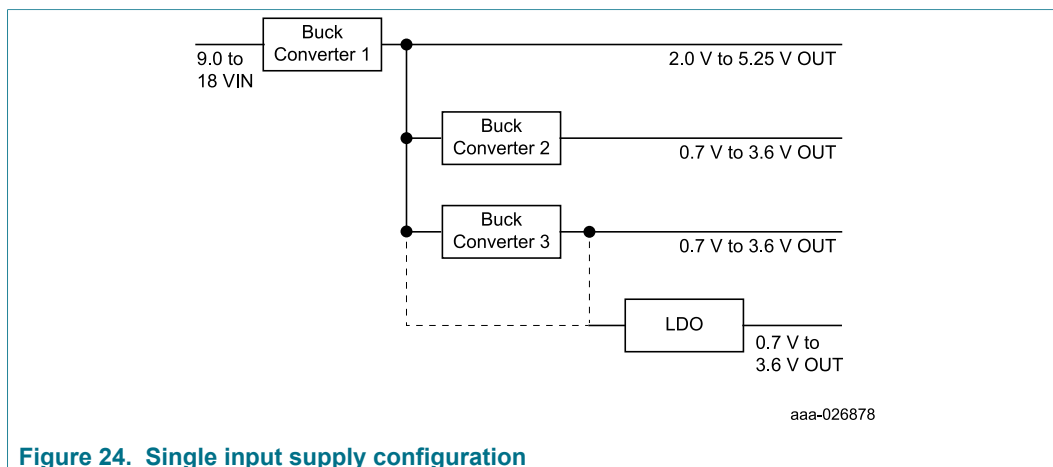 Buck
Converter 1
9.0 to
18 VIN
2.0 V to 5.25 V OUT
Buck
Converter 2
0.7 V to 3.6 V OUT
Buck
Converter 3
0.7 V to 3.6 V OUT
LDO
0.7 V to
3.6 V OUT
aaa-026878
Figure 24. Single input supply configuration